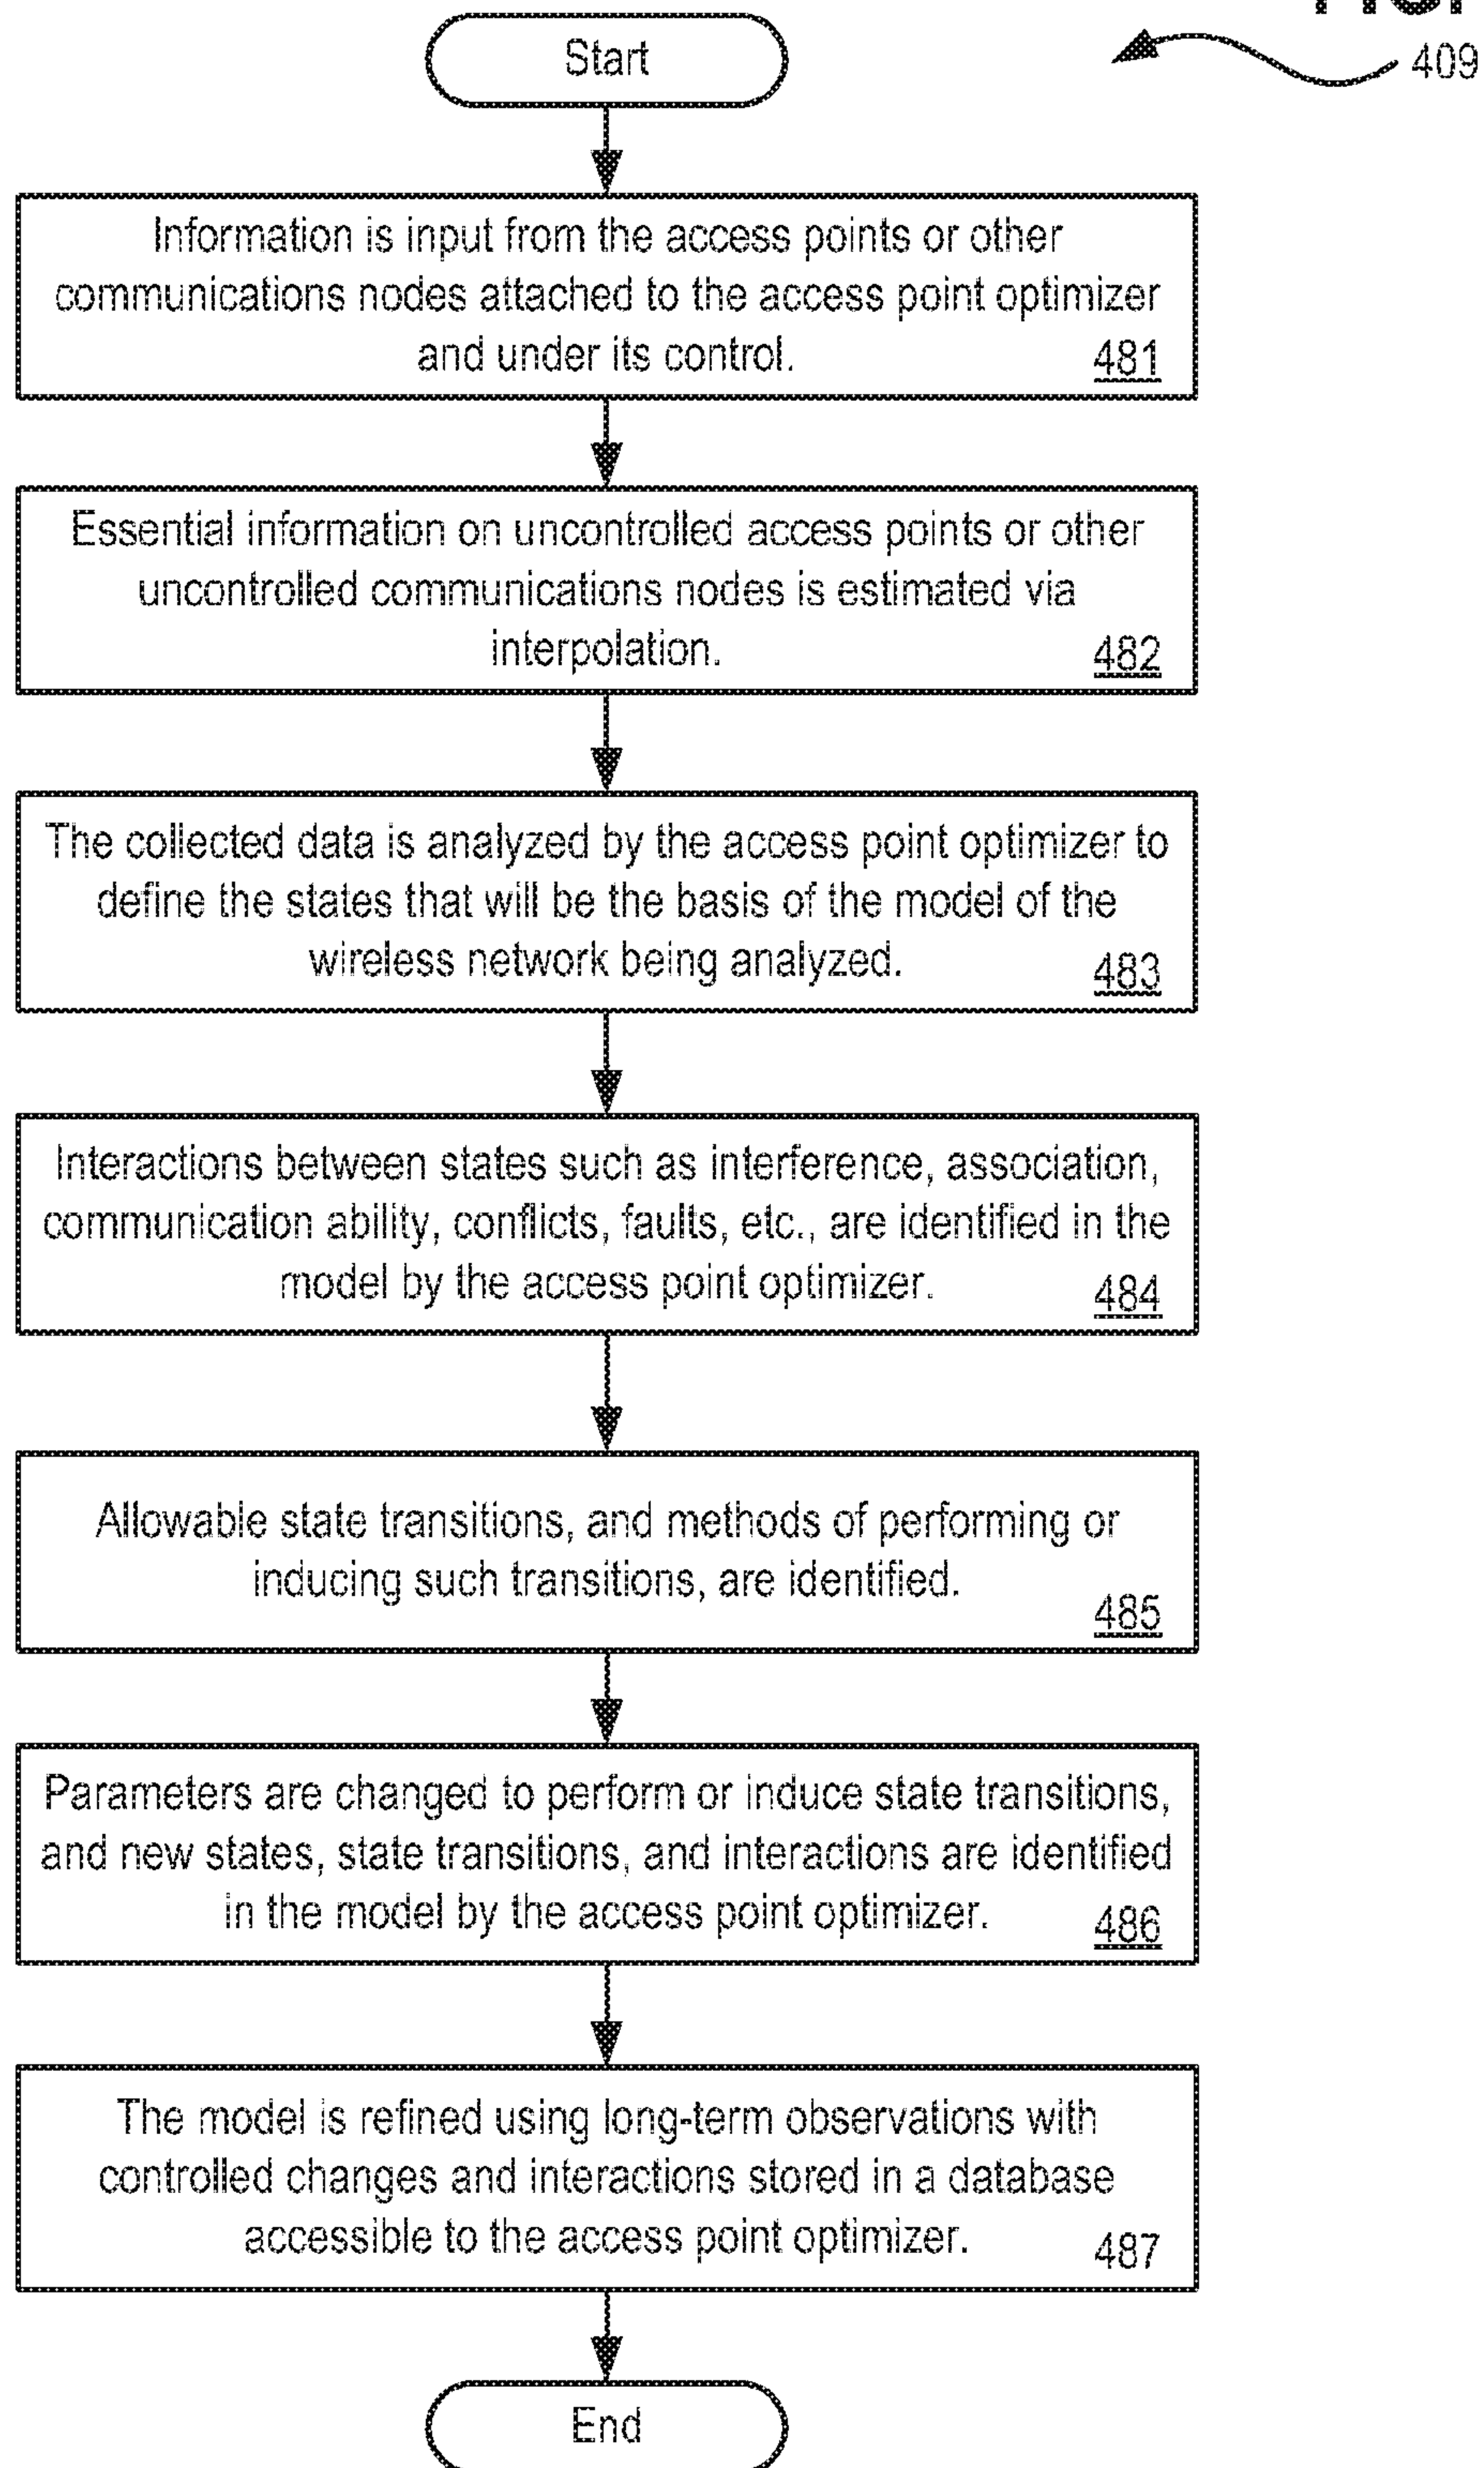 Start
409
Information is input from the access points or other
communications nodes attached to the access point optimizer
and under its control.
481
Essential information on uncontrolled access points or other
uncontrolled communications nodes is estimated via
interpolation.
482
The collected data is analyzed by the access point optimizer to
define the states that will be the basis of the model of the
wireless network being analyzed.
483
Interactions between states such as interference, association,
communication ability, conflicts, faults, etc., are identified in the
model by the access point optimizer.
484
Allowable state transitions, and methods of performing or
inducing such transitions, are identified.
485
Parameters are changed to perform or induce state transitions,
and new states, state transitions, and interactions are identified
in the model by the access point optimizer.
486
The model is refined using long-term observations with
controlled changes and interactions stored in a database
accessible to the access point optimizer.
487
End